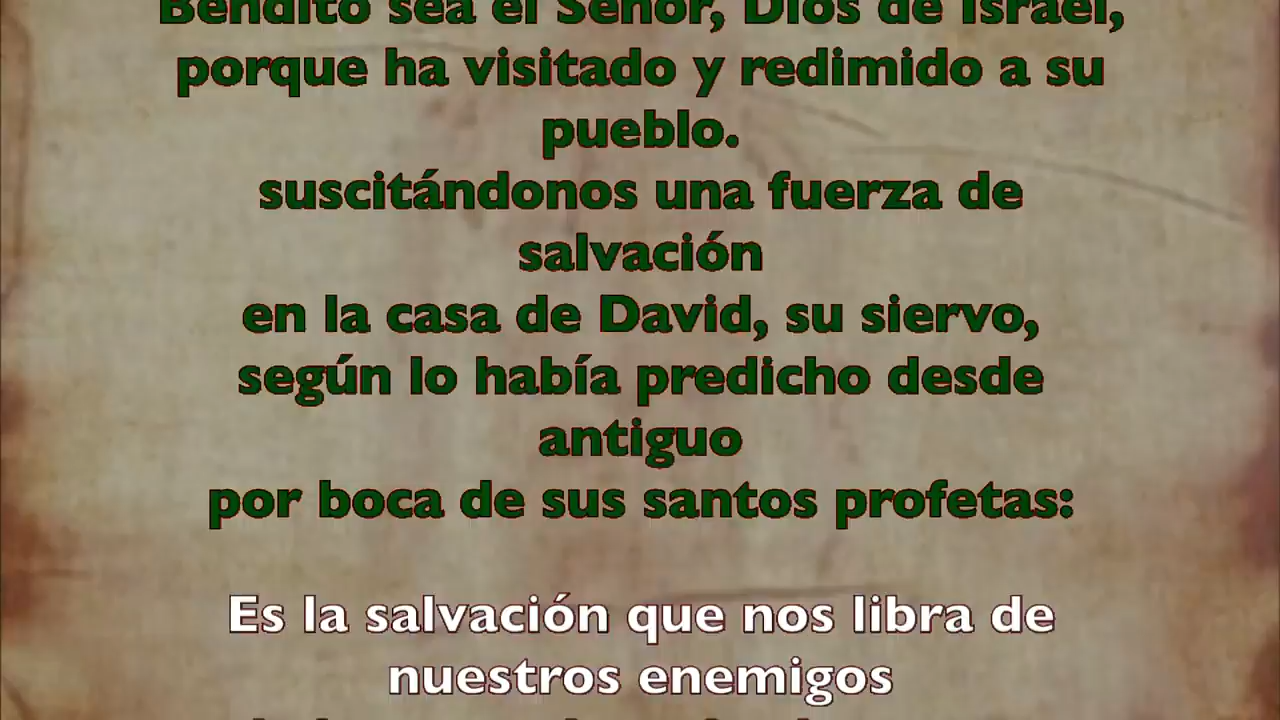 Bendito sea el Señor, Dios de Israel,
porque ha visitado y redimido a su
pueblo.
suscitándonos una fuerza de
salvación
en la casa de David, su siervo,
según lo había predicho desde
antiguo
por boca de sus santos profetas:
Es la salvación que nos libra de
nuestros enemigos